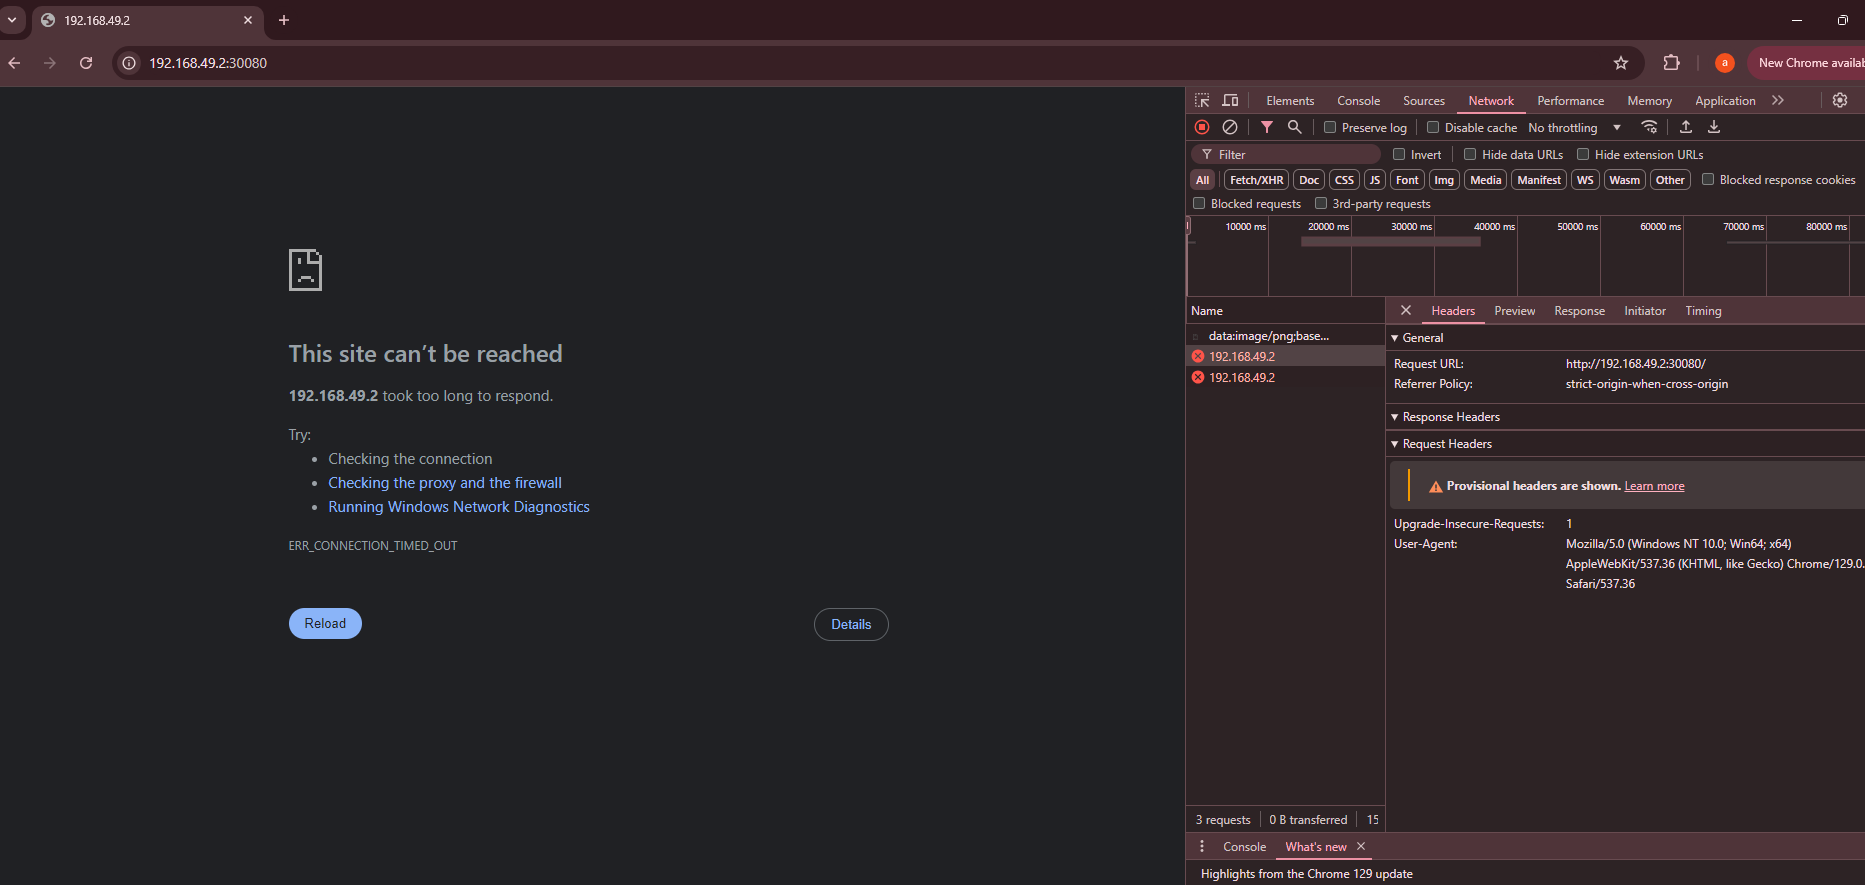 192.168.49.2
192.168.49.2:30080
a
New Chrome availab
This site can't be reached
192.168.49.2 took too long to respond.
Try:
Checking the connection
Checking the proxy and the firewall
Running Windows Network Diagnostics
ERR_CONNECTION_TIMED_OUT
Reload
Details
Elements Console Sources Network Performance Memory Application
Preserve log Disable cache No throttling
Filter Invert Hide data URLs Hide extension URLs
All Fetch/XHR Doc CSS JS Font Img Media Manifest WS Wasm Other Blocked response cookies
Blocked requests 3rd-party requests
10000 ms 20000 ms 30000 ms 40000 ms 50000 ms 60000 ms 70000 ms 80000 ms
Name
data:image/png;base...
192.168.49.2
192.168.49.2
Headers Preview Response Initiator Timing
General
Request URL: http://192.168.49.2:30080/
Referrer Policy: strict-origin-when-cross-origin
Response Headers
Request Headers
Provisional headers are shown. Learn more
Upgrade-Insecure-Requests: 1
User-Agent: Mozilla/5.0 (Windows NT 10.0; Win64; x64)
AppleWebKit/537.36 (KHTML, like Gecko) Chrome/129.0.
Safari/537.36
3 requests 0 B transferred 15
Console What's new
Highlights from the Chrome 129 update